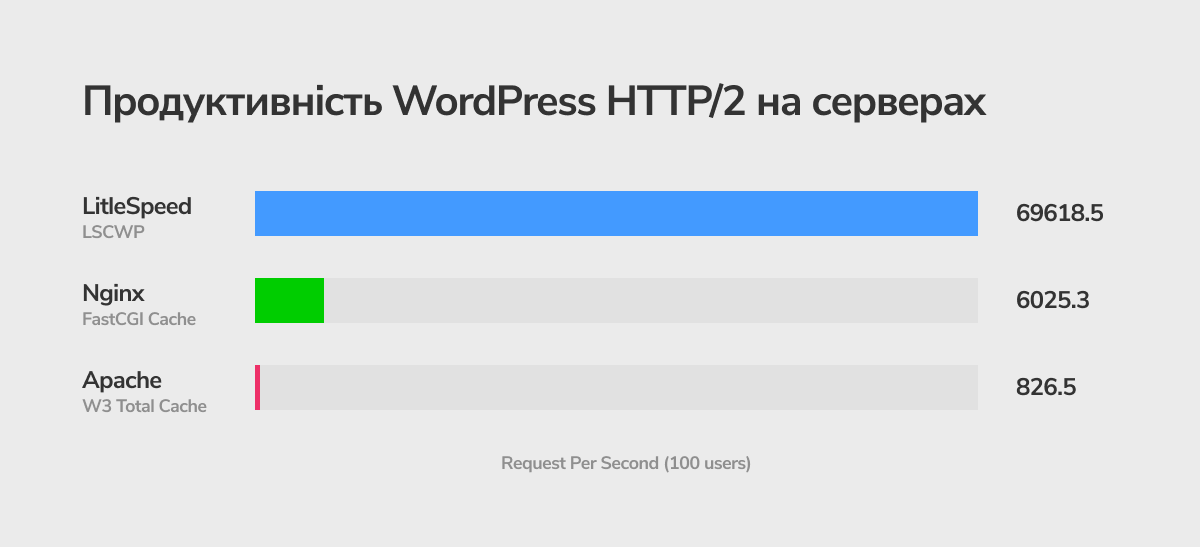 Продуктивність WordPress HTTP/2 на серверах
LitleSpeed
LSCWP
69618.5
Nginx
FastCGI Cache
6025.3
Apache
W3 Total Cache
826.5
Request Per Second (100 users)